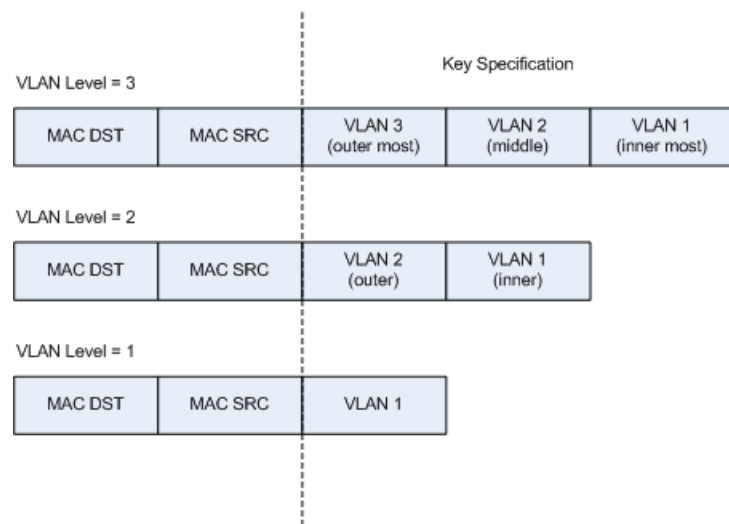 Key Specification
VLAN Level = 3
MAC DST
MAC SRC
VLAN 3
(outer most)
VLAN 2
(middle)
VLAN 1
(inner most)
VLAN Level = 2
MAC DST
MAC SRC
VLAN 2
(outer)
VLAN 1
(inner)
VLAN Level = 1
MAC DST
MAC SRC
VLAN 1